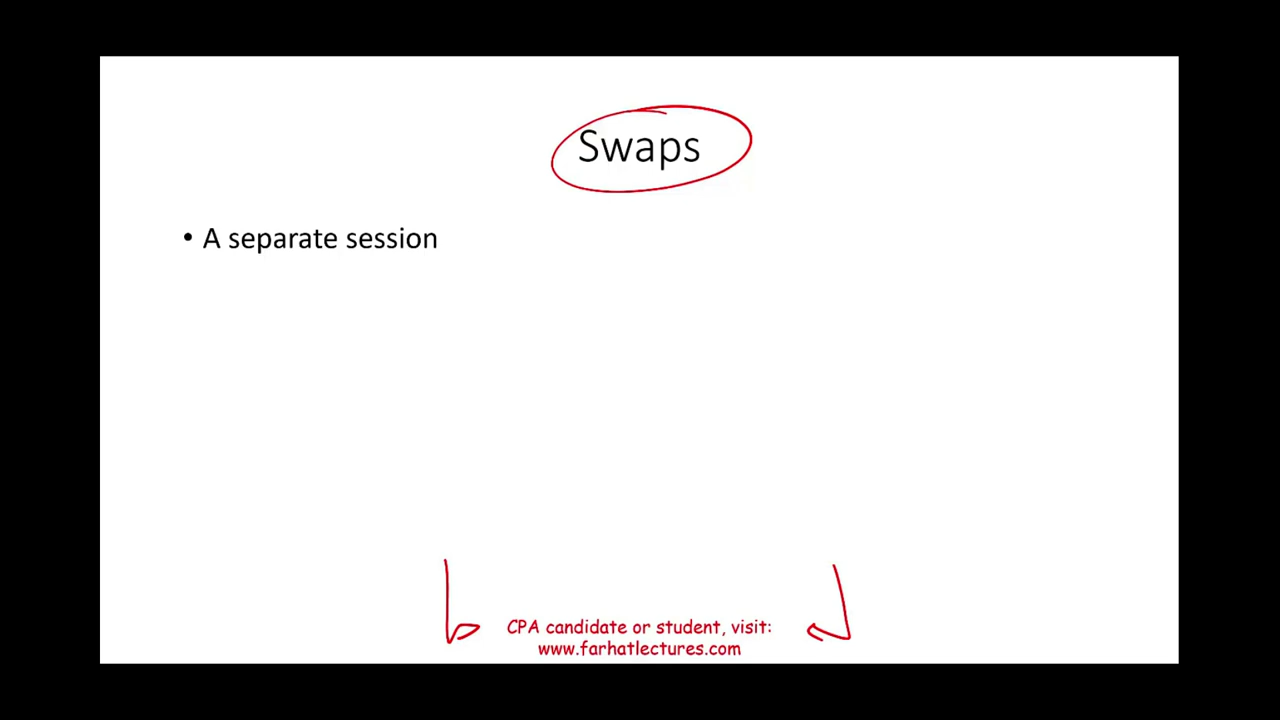 Swaps
• A separate session
CPA candidate or student, visit:
www.farhatlectures.com